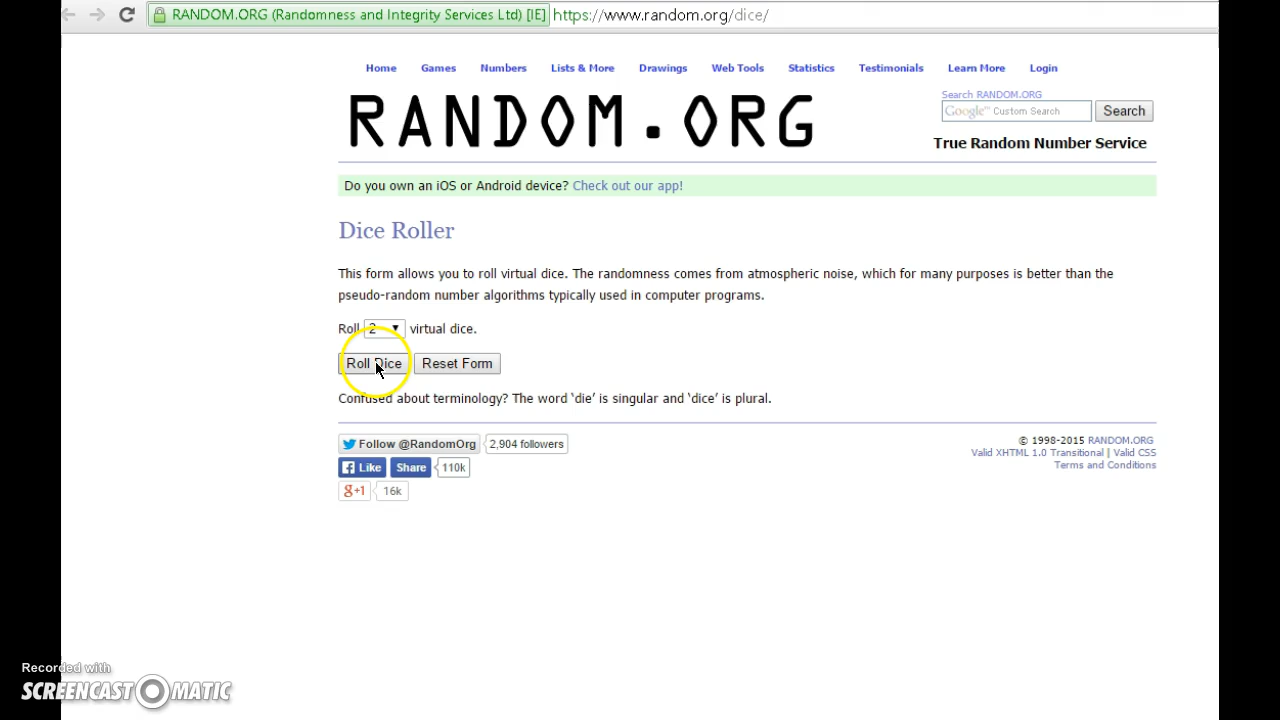 RANDOM.ORG (Randomness and Integrity Services Ltd) [IE] https://www.random.org/dice/
Home Games Numbers Lists & More Drawings Web Tools Statistics Testimonials Learn More Login
RANDOM.ORG
Search RANDOM.ORG
Google™ Custom Search Search
True Random Number Service
Do you own an iOS or Android device? Check out our app!
Dice Roller
This form allows you to roll virtual dice. The randomness comes from atmospheric noise, which for many purposes is better than the
pseudo-random number algorithms typically used in computer programs.
Roll 2 virtual dice.
Roll Dice Reset Form
Confused about terminology? The word ‘die’ is singular and ‘dice’ is plural.
Follow @RandomOrg 2,904 followers
Like Share 110k
g+1 16k
© 1998-2015 RANDOM.ORG
Valid XHTML 1.0 Transitional | Valid CSS
Terms and Conditions
Recorded with
SCREENCAST O MATIC